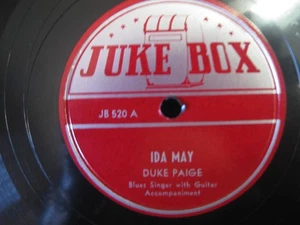 JUKE BOX
JB 520 A
IDA MAY
DUKE PAIGE
Blues Singer with Guitar
Accompaniment